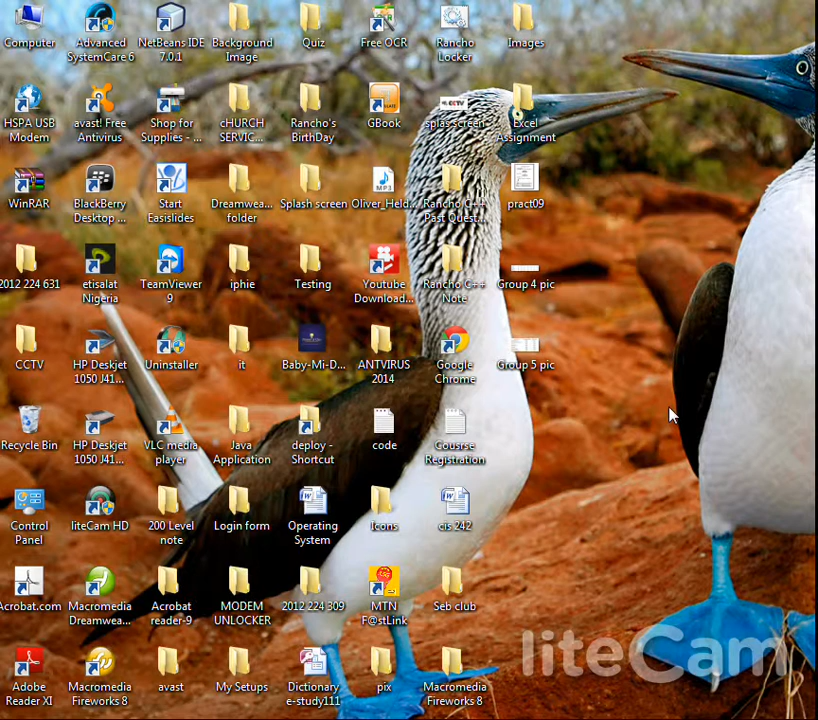 Computer
Advanced
SystemCare 6
NetBeans IDE
7.0.1
Background
Image
Quiz
Free OCR
Rancho
Locker
Images
HSPA USB
Modem
avast! Free
Antivirus
Shop for
Supplies - ...
cHURCH
SERVIC...
Rancho's
BirthDay
GBook
splas screen
Excel
Assignment
WinRAR
BlackBerry
Desktop ...
Start
Easislides
Dreamwea...
folder
Splash screen
Oliver_Held...
Rancho C++
Past Quest...
pract09
2012 224 631
etisalat
Nigeria
TeamViewer
9
iphie
Testing
Youtube
Download...
Rancho C++
Note
Group 4 pic
CCTV
HP Deskjet
1050 J41...
Uninstaller
it
Baby-Mi-D...
ANTVIRUS
2014
Google
Chrome
Group 5 pic
Recycle Bin
HP Deskjet
1050 J41...
VLC media
player
Java
Application
deploy -
Shortcut
code
Cousrse
Registration
Control
Panel
liteCam HD
200 Level
note
Login form
Operating
System
Icons
cis 242
Acrobat.com
Macromedia
Dreamwea...
Acrobat
reader-9
MODEM
UNLOCKER
2012 224 309
MTN
F@stLink
Seb club
Adobe
Reader XI
Macromedia
Fireworks 8
avast
My Setups
Dictionary
e-study111
pix
Macromedia
Fireworks 8
liteCam